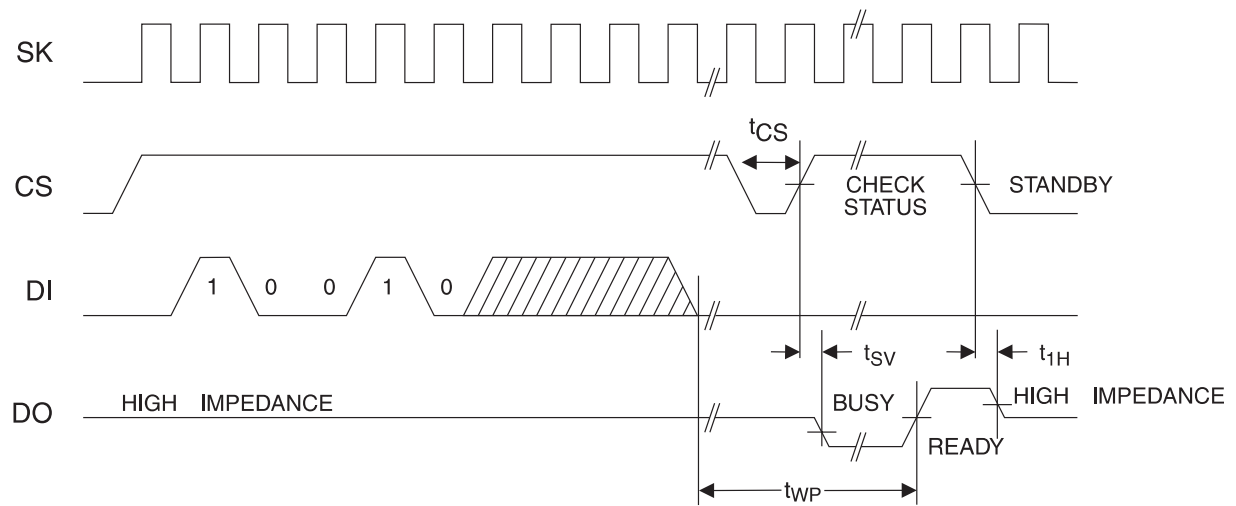 SK
tCS
CS
CHECK
STATUS
STANDBY
DI
1 0 0 1 0
tSV
t1H
DO
HIGH IMPEDANCE
BUSY
HIGH IMPEDANCE
READY
tWP